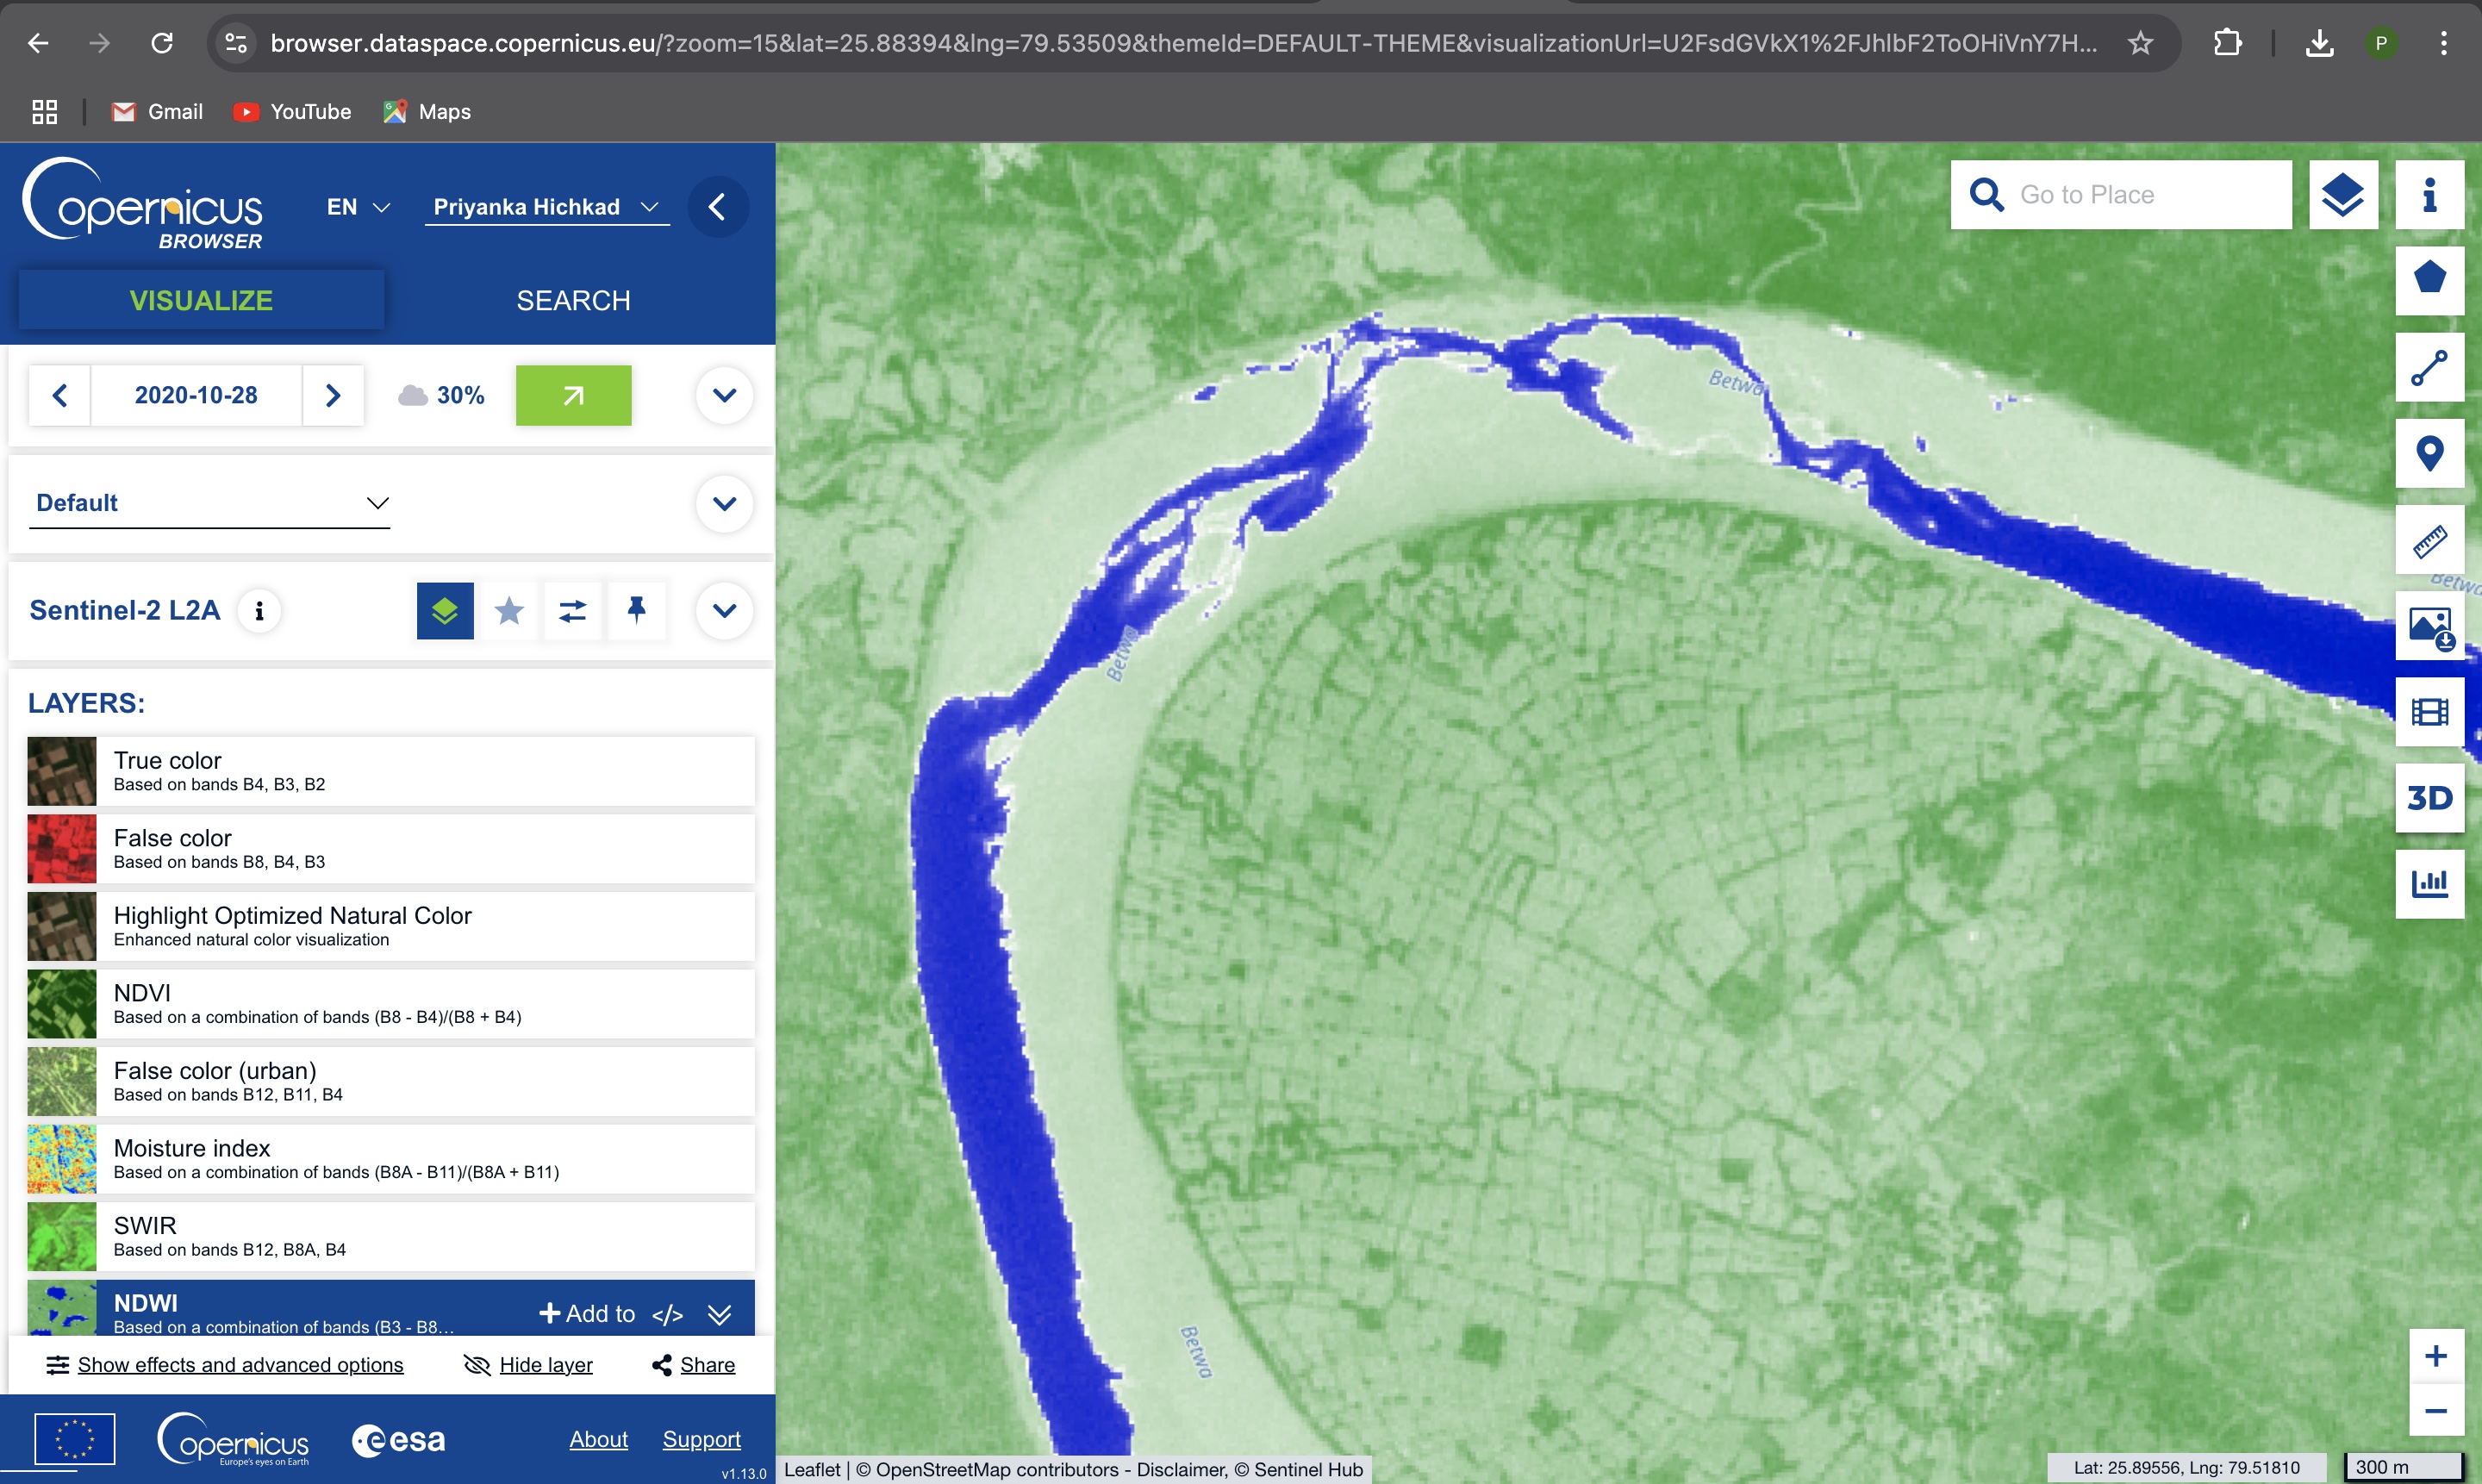 browser.dataspace.copernicus.eu/?zoom=15&lat=25.88394&lng=79.53509&themeId=DEFAULT-THEME&visualizationUrl=U2FsdGVkX1%2FJhlbF2ToOHiVnY7H...
P
Gmail
YouTube
Maps
opernicus
BROWSER
EN
Priyanka Hichkad
Go to Place
VISUALIZE
SEARCH
2020-10-28
30%
Default
Sentinel-2 L2A
LAYERS:
True color
Based on bands B4, B3, B2
False color
Based on bands B8, B4, B3
Highlight Optimized Natural Color
Enhanced natural color visualization
NDVI
Based on a combination of bands (B8 - B4)/(B8 + B4)
False color (urban)
Based on bands B12, B11, B4
Moisture index
Based on a combination of bands (B8A - B11)/(B8A + B11)
SWIR
Based on bands B12, B8A, B4
NDWI
Based on a combination of bands (B3 - B8...
Add to </>
Show effects and advanced options
Hide layer
Share
opernicus
Europe's eyes on Earth
esa
About
Support
v1.13.0
Betwa
Betwa
Betwa
Betwa
3D
+
−
Leaflet | © OpenStreetMap contributors - Disclaimer, © Sentinel Hub
Lat: 25.89556, Lng: 79.51810
300 m